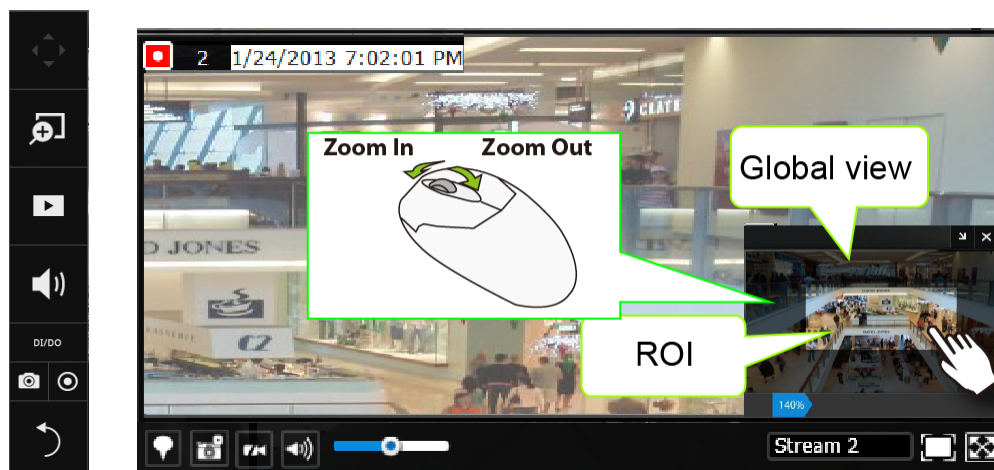 2 1/24/2013 7:02:01 PM
Zoom In Zoom Out
Global view
D JONES
C2
ROI
DI/DO
140%
Stream 2